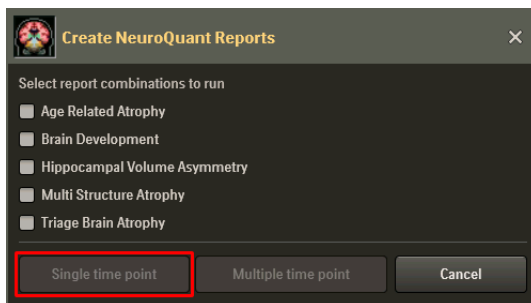 Create NeuroQuant Reports
Select report combinations to run
Age Related Atrophy
Brain Development
Hippocampal Volume Asymmetry
Multi Structure Atrophy
Triage Brain Atrophy
Single time point Multiple time point Cancel